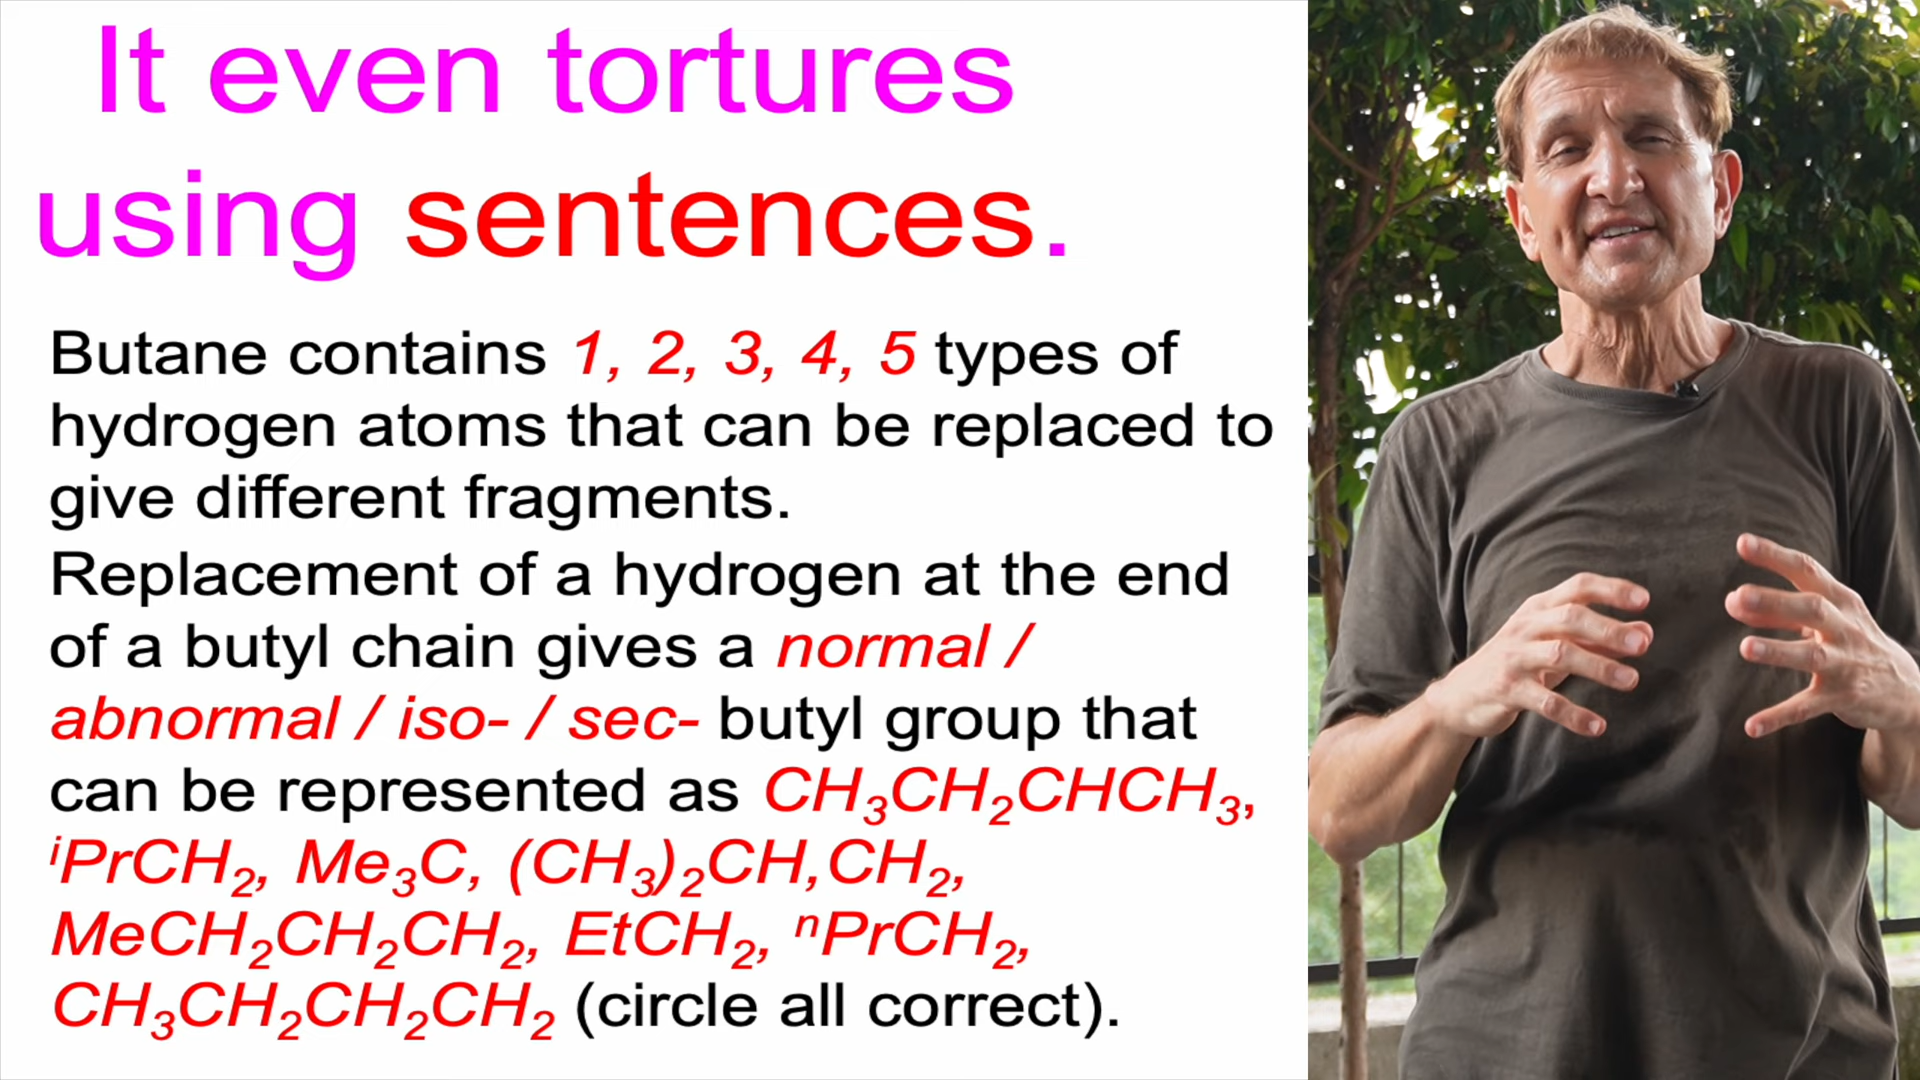 It even tortures
using sentences.
Butane contains 1, 2, 3, 4, 5 types of
hydrogen atoms that can be replaced to
give different fragments.
Replacement of a hydrogen at the end
of a butyl chain gives a normal /
abnormal / iso- / sec- butyl group that
can be represented as CH₃CH₂CHCH₃,
ⁱPrCH₂, Me₃C, (CH₃)₂CH,CH₂,
MeCH₂CH₂CH₂, EtCH₂, ⁿPrCH₂,
CH₃CH₂CH₂CH₂ (circle all correct).